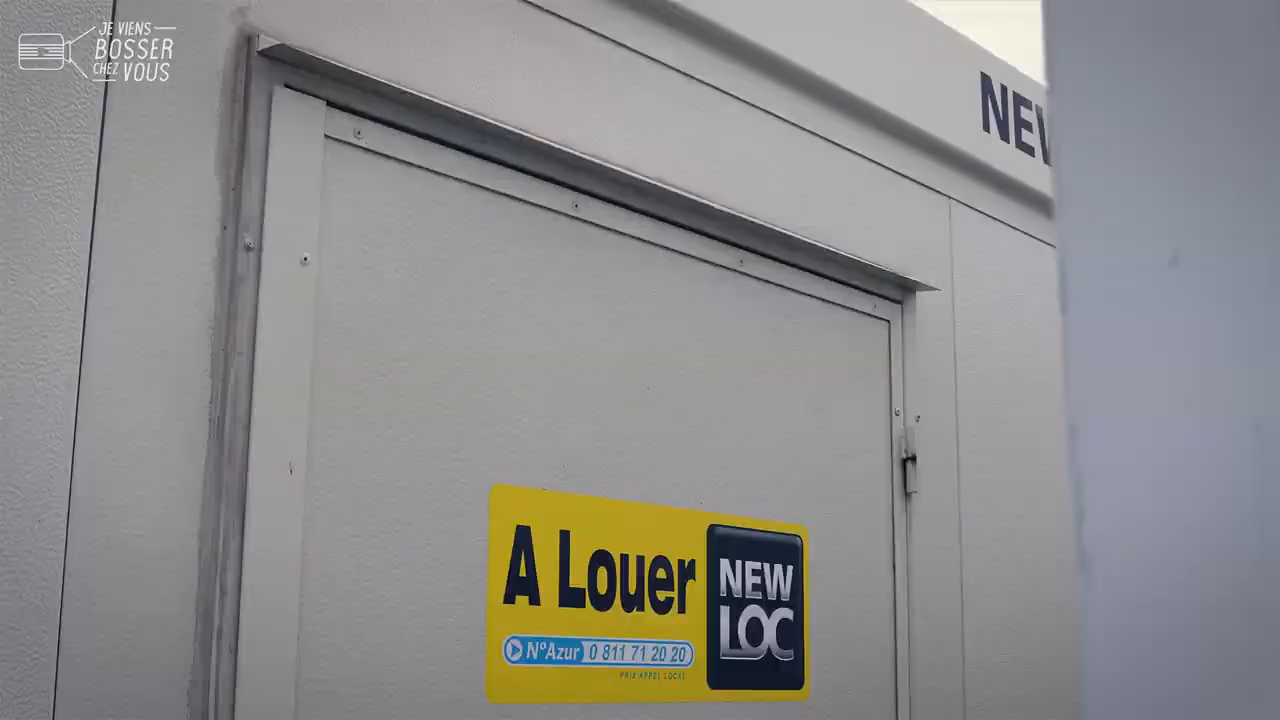 JE VIENS
BOSSER
CHEZ VOUS
NEW
A Louer
NEW
LOC
N°Azur 0 811 71 20 20
PRIX APPEL LOCAL